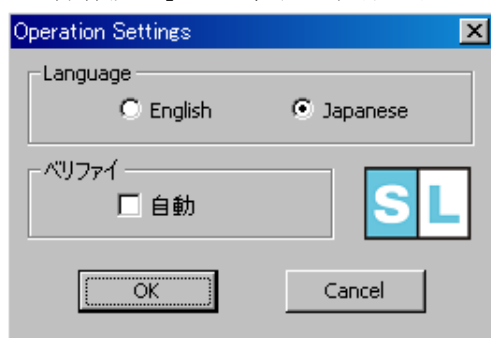 Operation Settings
Language
English
Japanese
ベリファイ
自動
SL
OK
Cancel